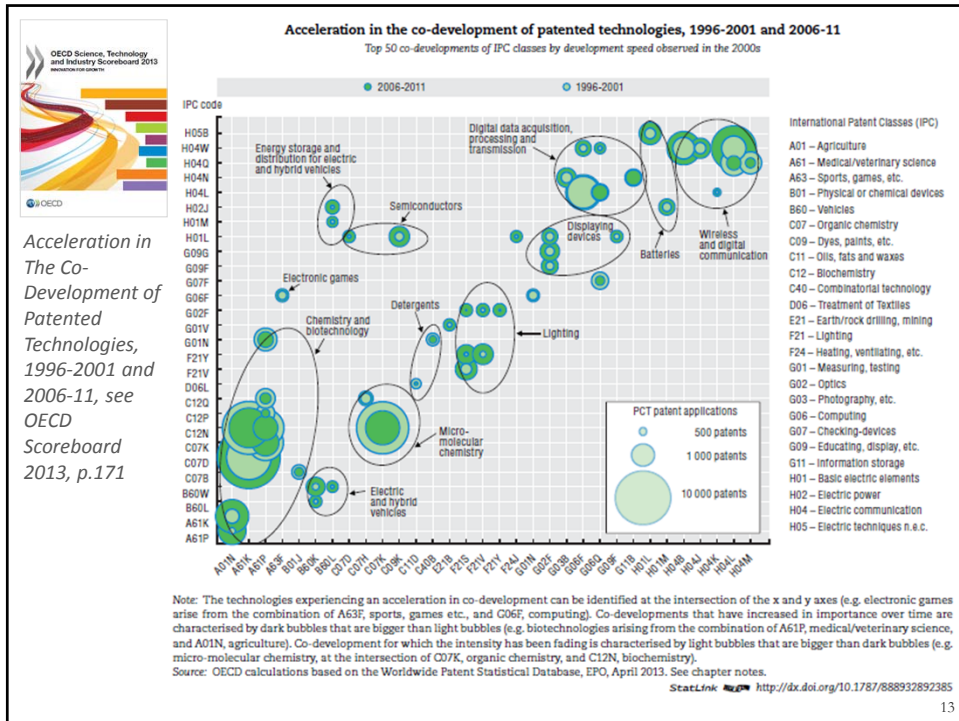 OECD Science, Technology
and Industry Scoreboard 2013
INNOVATION FOR GROWTH
OECD
Acceleration in
The Co-
Development of
Patented
Technologies,
1996-2001 and
2006-11, see
OECD
Scoreboard
2013, p.171
Acceleration in the co-development of patented technologies, 1996-2001 and 2006-11
Top 50 co-developments of IPC classes by development speed observed in the 2000s
2006-2011
1996-2001
IPC code
H05B
H04W
H04Q
H04N
H04L
H02J
H01M
H01L
G09G
G09F
G07F
G06F
G02F
G01V
G01N
F21Y
F21V
D06L
C12Q
C12P
C12N
C07K
C07D
C07B
B60W
B60L
A61K
A61P
Energy storage and
distribution for electric
and hybrid vehicles
Semiconductors
Digital data acquisition,
processing and
transmission
Displaying
devices
Batteries
Wireless
and digital
communication
Electronic games
Chemistry and
biotechnology
Detergents
Lighting
Micro-
molecular
chemistry
Electric
and hybrid
vehicles
PCT patent applications
500 patents
1 000 patents
10 000 patents
A01N
A61K
A61P
A63F
B01J
B60K
B60L
C07D
C07H
C07K
C09K
C11D
C40B
E21B
F21S
F21V
F21Y
F24J
G01N
G02F
G03B
G06F
G06Q
G09F
G11B
H01L
H01M
H04B
H04J
H04K
H04L
H04M
International Patent Classes (IPC)
A01 – Agriculture
A61 – Medical/veterinary science
A63 – Sports, games, etc.
B01 – Physical or chemical devices
B60 – Vehicles
C07 – Organic chemistry
C09 – Dyes, paints, etc.
C11 – Oils, fats and waxes
C12 – Biochemistry
C40 – Combinatorial technology
D06 – Treatment of Textiles
E21 – Earth/rock drilling, mining
F21 – Lighting
F24 – Heating, ventilating, etc.
G01 – Measuring, testing
G02 – Optics
G03 – Photography, etc.
G06 – Computing
G07 – Checking-devices
G09 – Educating, display, etc.
G11 – Information storage
H01 – Basic electric elements
H02 – Electric power
H04 – Electric communication
H05 – Electric techniques n.e.c.
Note: The technologies experiencing an acceleration in co-development can be identified at the intersection of the x and y axes (e.g. electronic games
arise from the combination of A63F, sports, games etc., and G06F, computing). Co-developments that have increased in importance over time are
characterised by dark bubbles that are bigger than light bubbles (e.g. biotechnologies arising from the combination of A61P, medical/veterinary science,
and A01N, agriculture). Co-development for which the intensity has been fading is characterised by light bubbles that are bigger than dark bubbles (e.g.
micro-molecular chemistry, at the intersection of C07K, organic chemistry, and C12N, biochemistry).
Source: OECD calculations based on the Worldwide Patent Statistical Database, EPO, April 2013. See chapter notes.
StatLink http://dx.doi.org/10.1787/888932892385
13